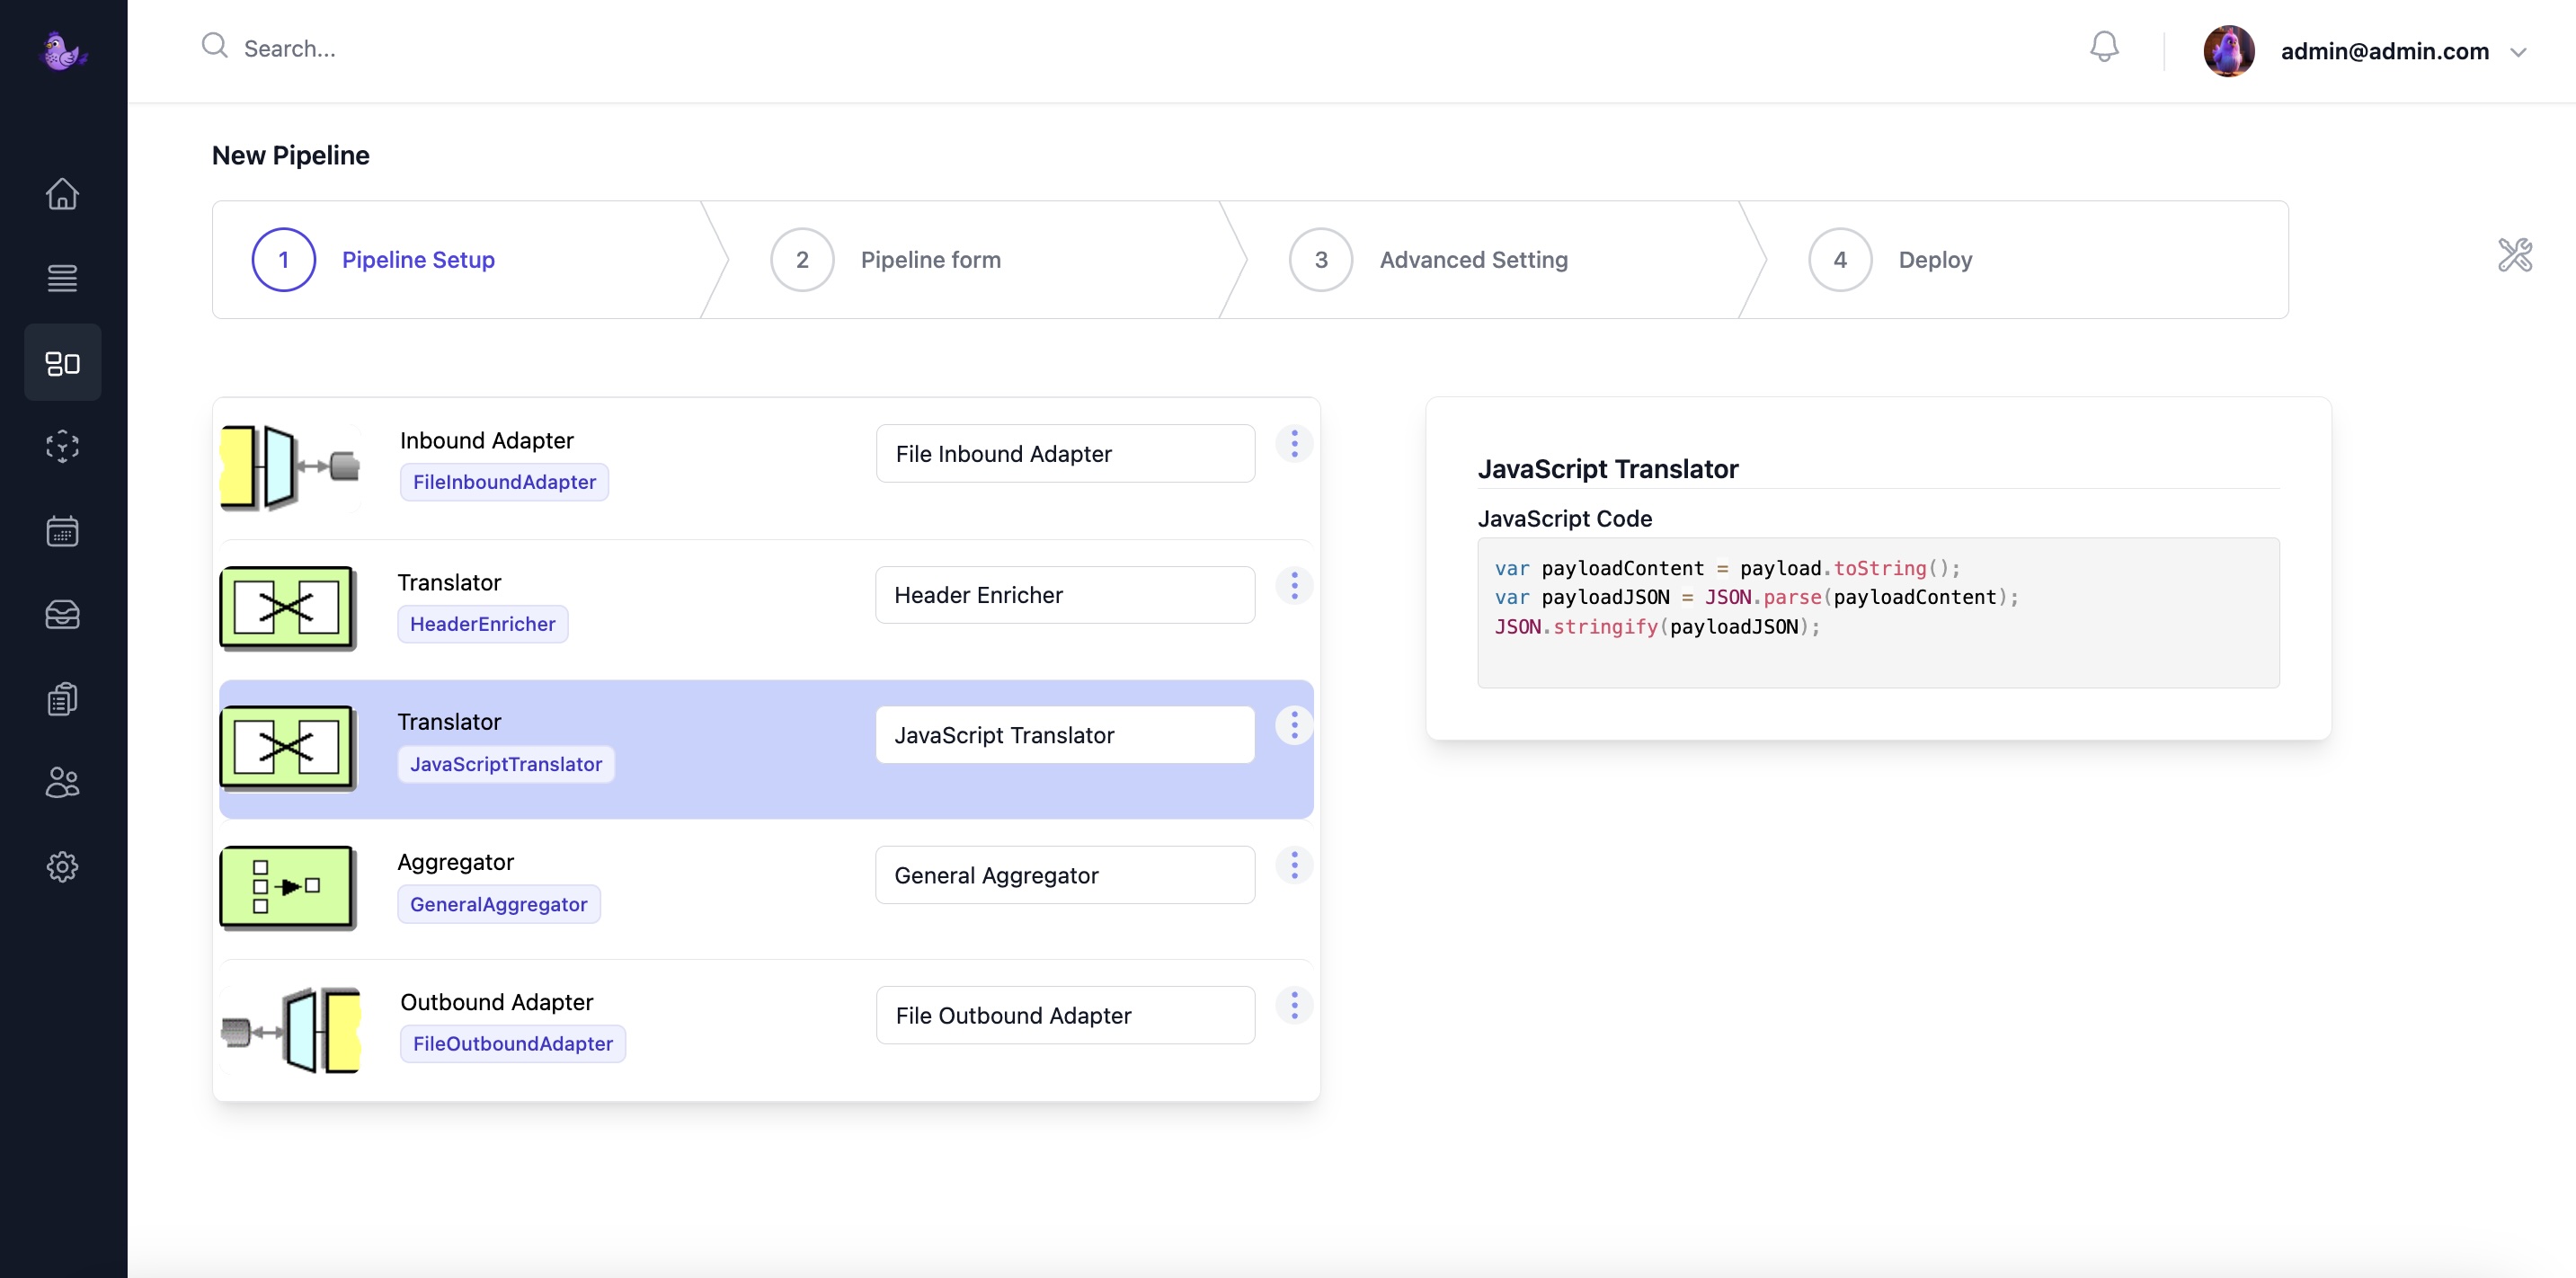 Search...
admin@admin.com
New Pipeline
1 Pipeline Setup
2 Pipeline form
3 Advanced Setting
4 Deploy
Inbound Adapter
FileInboundAdapter
File Inbound Adapter
Translator
HeaderEnricher
Header Enricher
Translator
JavaScriptTranslator
JavaScript Translator
Aggregator
GeneralAggregator
General Aggregator
Outbound Adapter
FileOutboundAdapter
File Outbound Adapter
JavaScript Translator
JavaScript Code
var payloadContent = payload.toString();
var payloadJSON = JSON.parse(payloadContent);
JSON.stringify(payloadJSON);